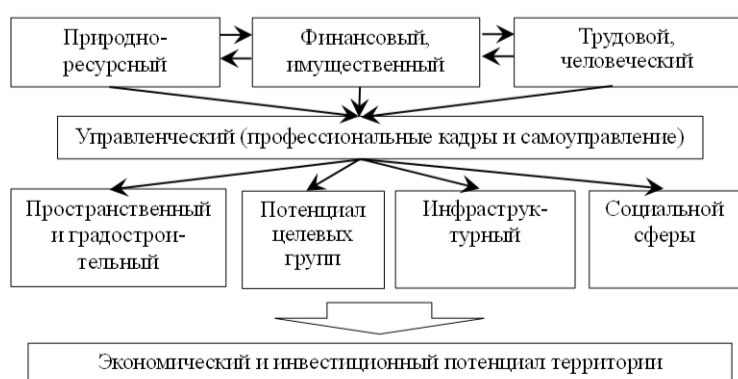 Природно-
ресурсный
Финансовый,
имущественный
Трудовой,
человеческий
Управленческий (профессиональные кадры и самоуправление)
Пространственный
и градострои-
тельный
Потенциал
целевых
групп
Инфраструк-
турный
Социальной
сферы
Экономический и инвестиционный потенциал территории